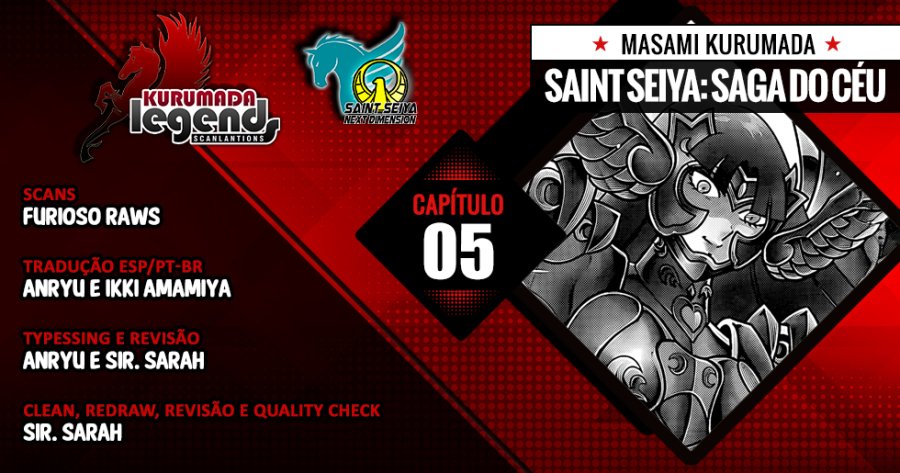 KURUMADA
legends
SCANLANTIONS
SAINT SEIYA
NEXT DIMENSION
★ MASAMI KURUMADA ★
SAINT SEIYA: SAGA DO CÉU
CAPÍTULO
05
SCANS
FURIOSO RAWS
TRADUÇÃO ESP/PT-BR
ANRYU E IKKI AMAMIYA
TYPESSING E REVISÃO
ANRYU E SIR. SARAH
CLEAN, REDRAW, REVISÃO E QUALITY CHECK
SIR. SARAH